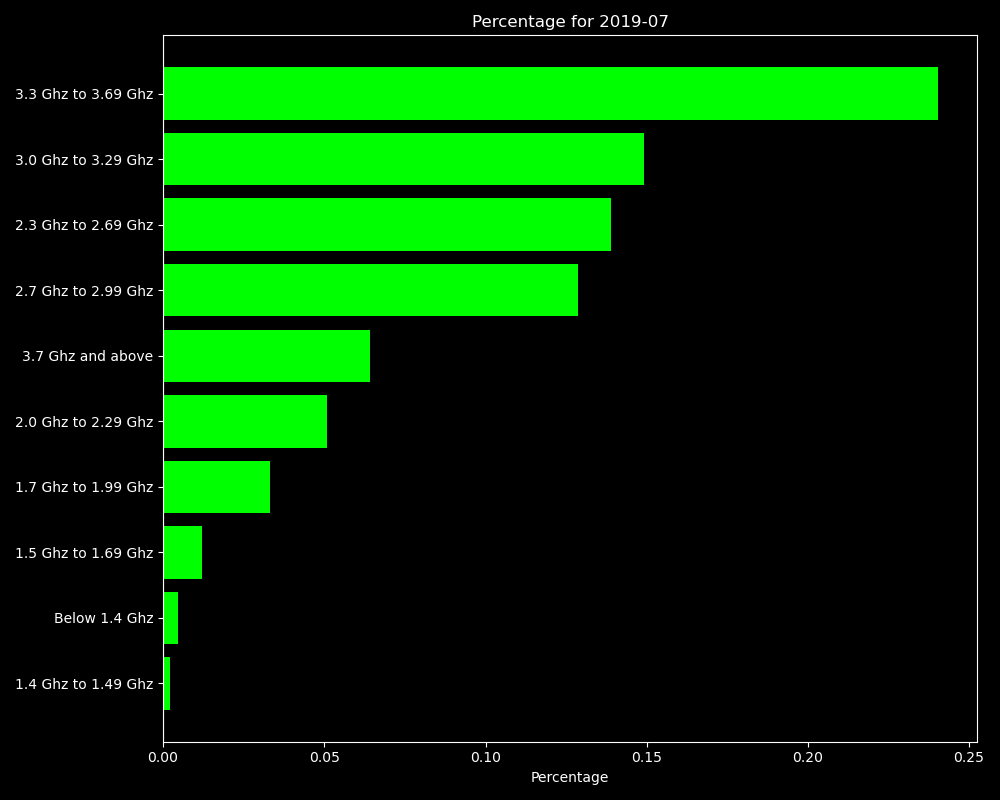 Percentage for 2019-07
3.3 Ghz to 3.69 Ghz
3.0 Ghz to 3.29 Ghz
2.3 Ghz to 2.69 Ghz
2.7 Ghz to 2.99 Ghz
3.7 Ghz and above
2.0 Ghz to 2.29 Ghz
1.7 Ghz to 1.99 Ghz
1.5 Ghz to 1.69 Ghz
Below 1.4 Ghz
1.4 Ghz to 1.49 Ghz
0.00 0.05 0.10 0.15 0.20 0.25
Percentage